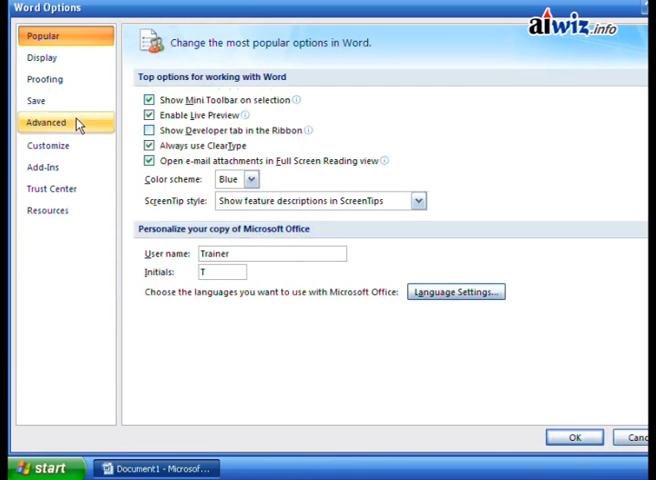 Word Options
aiwiz.info
Popular
Display
Proofing
Save
Advanced
Customize
Add-Ins
Trust Center
Resources
Change the most popular options in Word.
Top options for working with Word
Show Mini Toolbar on selection
Enable Live Preview
Show Developer tab in the Ribbon
Always use ClearType
Open e-mail attachments in Full Screen Reading view
Color scheme: Blue
ScreenTip style: Show feature descriptions in ScreenTips
Personalize your copy of Microsoft Office
User name: Trainer
Initials: T
Choose the languages you want to use with Microsoft Office: Language Settings...
OK Canc
start Document1 - Microsof...